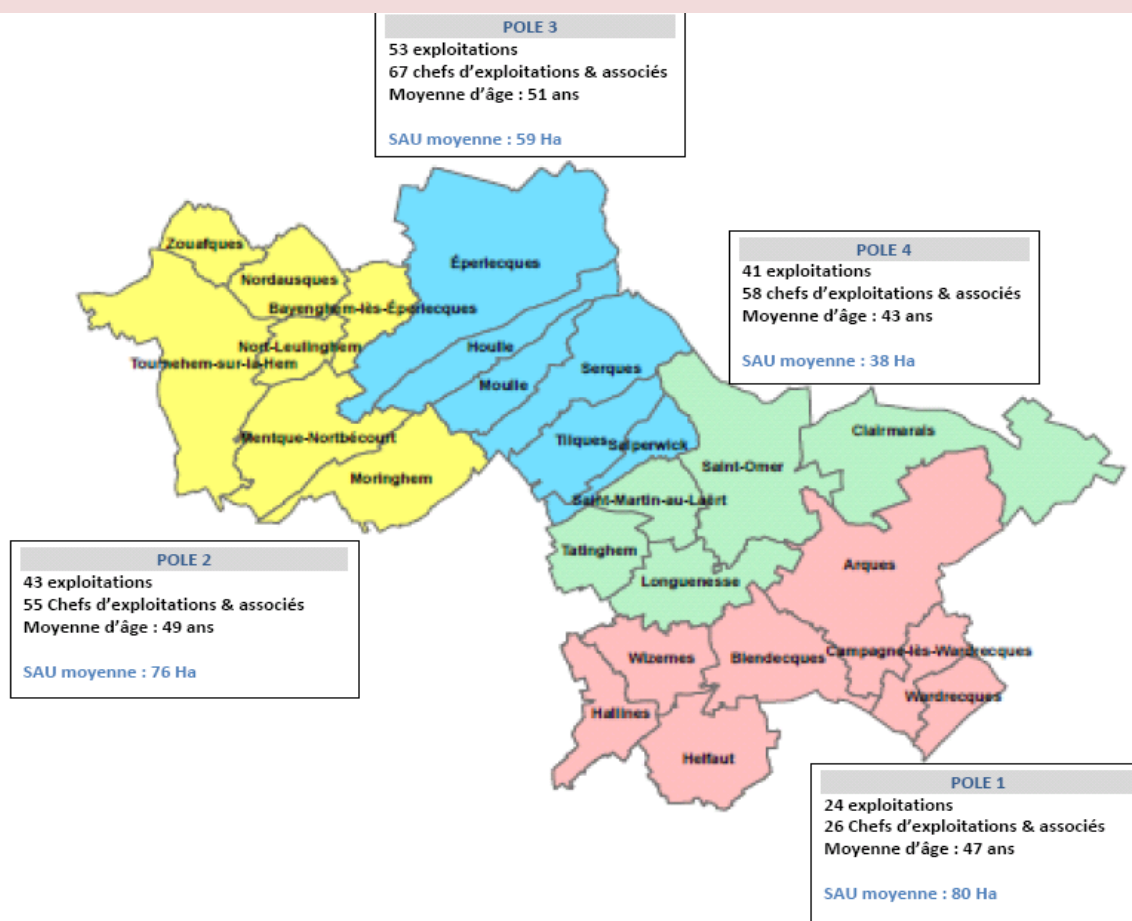 POLE 3
53 exploitations
67 chefs d'exploitations & associés
Moyenne d'âge : 51 ans
SAU moyenne : 59 Ha
POLE 4
41 exploitations
58 chefs d'exploitations & associés
Moyenne d'âge : 43 ans
SAU moyenne : 38 Ha
Zouafques
Nordausques
Bayenghem-lès-Éperlecques
Nort-Leulinghem
Tournehem-sur-la-Hem
Mentque-Nortbécourt
Moringhem
Éperlecques
Houlle
Moulle
Serques
Tilques
Salperwick
Saint-Omer
Clairmarais
Saint-Martin-au-Laërt
Tatinghem
Longuenesse
Arques
Wizernes
Blendecques
Campagne-lès-Wardrecques
Wardrecques
Hallines
Helfaut
POLE 2
43 exploitations
55 Chefs d'exploitations & associés
Moyenne d'âge : 49 ans
SAU moyenne : 76 Ha
POLE 1
24 exploitations
26 Chefs d'exploitations & associés
Moyenne d'âge : 47 ans
SAU moyenne : 80 Ha